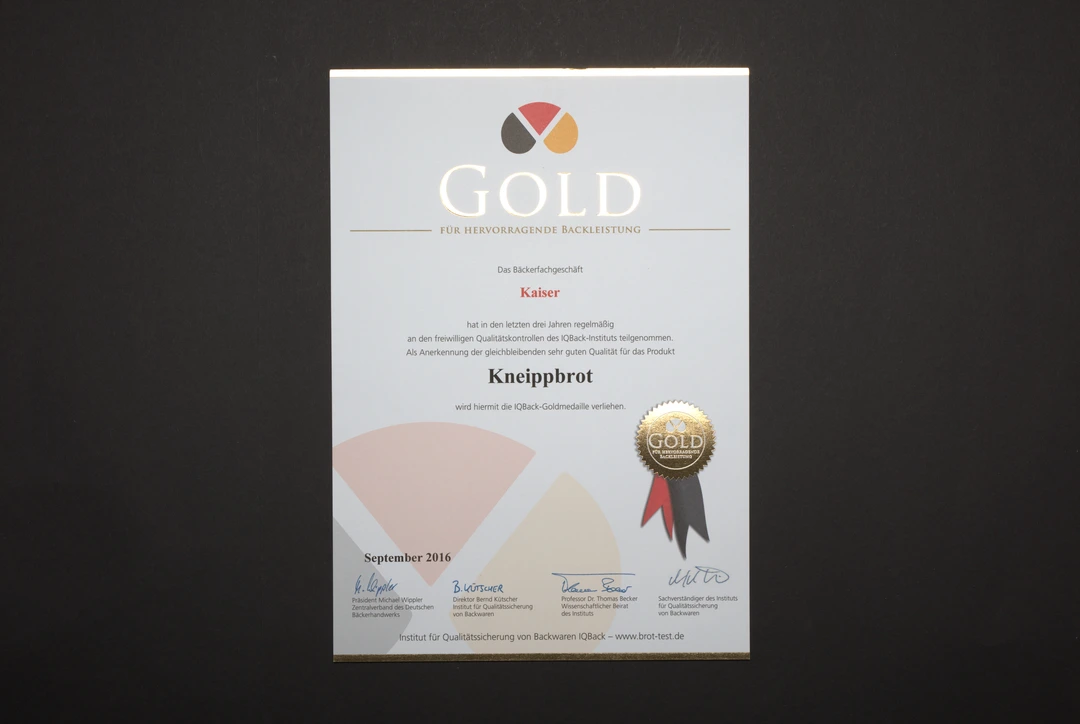 GOLD
FÜR HERVORRAGENDE BACKLEISTUNG
Das Bäckerfachgeschäft
Kaiser
hat in den letzten drei Jahren regelmäßig
an den freiwilligen Qualitätskontrollen des IQBack-Instituts teilgenommen.
Als Anerkennung der gleichbleibenden sehr guten Qualität für das Produkt
Kneippbrot
wird hiermit die IQBack-Goldmedaille verliehen.
GOLD
FÜR HERVORRAGENDE
BACKLEISTUNG
September 2016
M. Wippler
Präsident Michael Wippler
Zentralverband des Deutschen
Bäckerhandwerks
B. KÜTSCHER
Direktor Bernd Kütscher
Institut für Qualitätssicherung
von Backwaren
Professor Dr. Thomas Becker
Wissenschaftlicher Beirat
des Instituts
Sachverständiger des Instituts
für Qualitätssicherung
von Backwaren
Institut für Qualitätssicherung von Backwaren IQBack – www.brot-test.de